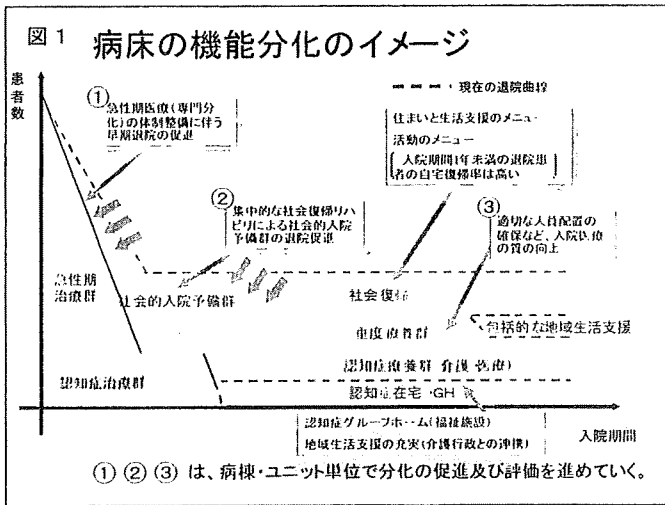 図1 病床の機能分化のイメージ
患者数
①
急性期医療(専門分
化)の体制整備に伴う
早期退院の促進
現在の退院曲線
住まいと生活支援のメニュー
活動のメニュー
入院期間1年未満の退院患
者の自宅復帰率は高い
②
集中的な社会復帰リハ
ビリによる社会的入院
予備群の退院促進
③
適切な人員配置の
確保など、入院医療
の質の向上
急性期
治療群
社会的入院予備群
社会復帰
重度療養群
包括的な地域生活支援
認知症療養群 介護 医療)
認知症治療群
認知症在宅・GH
認知症グループホーム(福祉施設)
地域生活支援の充実(介護行政との連携)
入院期間
① ② ③ は、病棟・ユニット単位で分化の促進及び評価を進めていく。